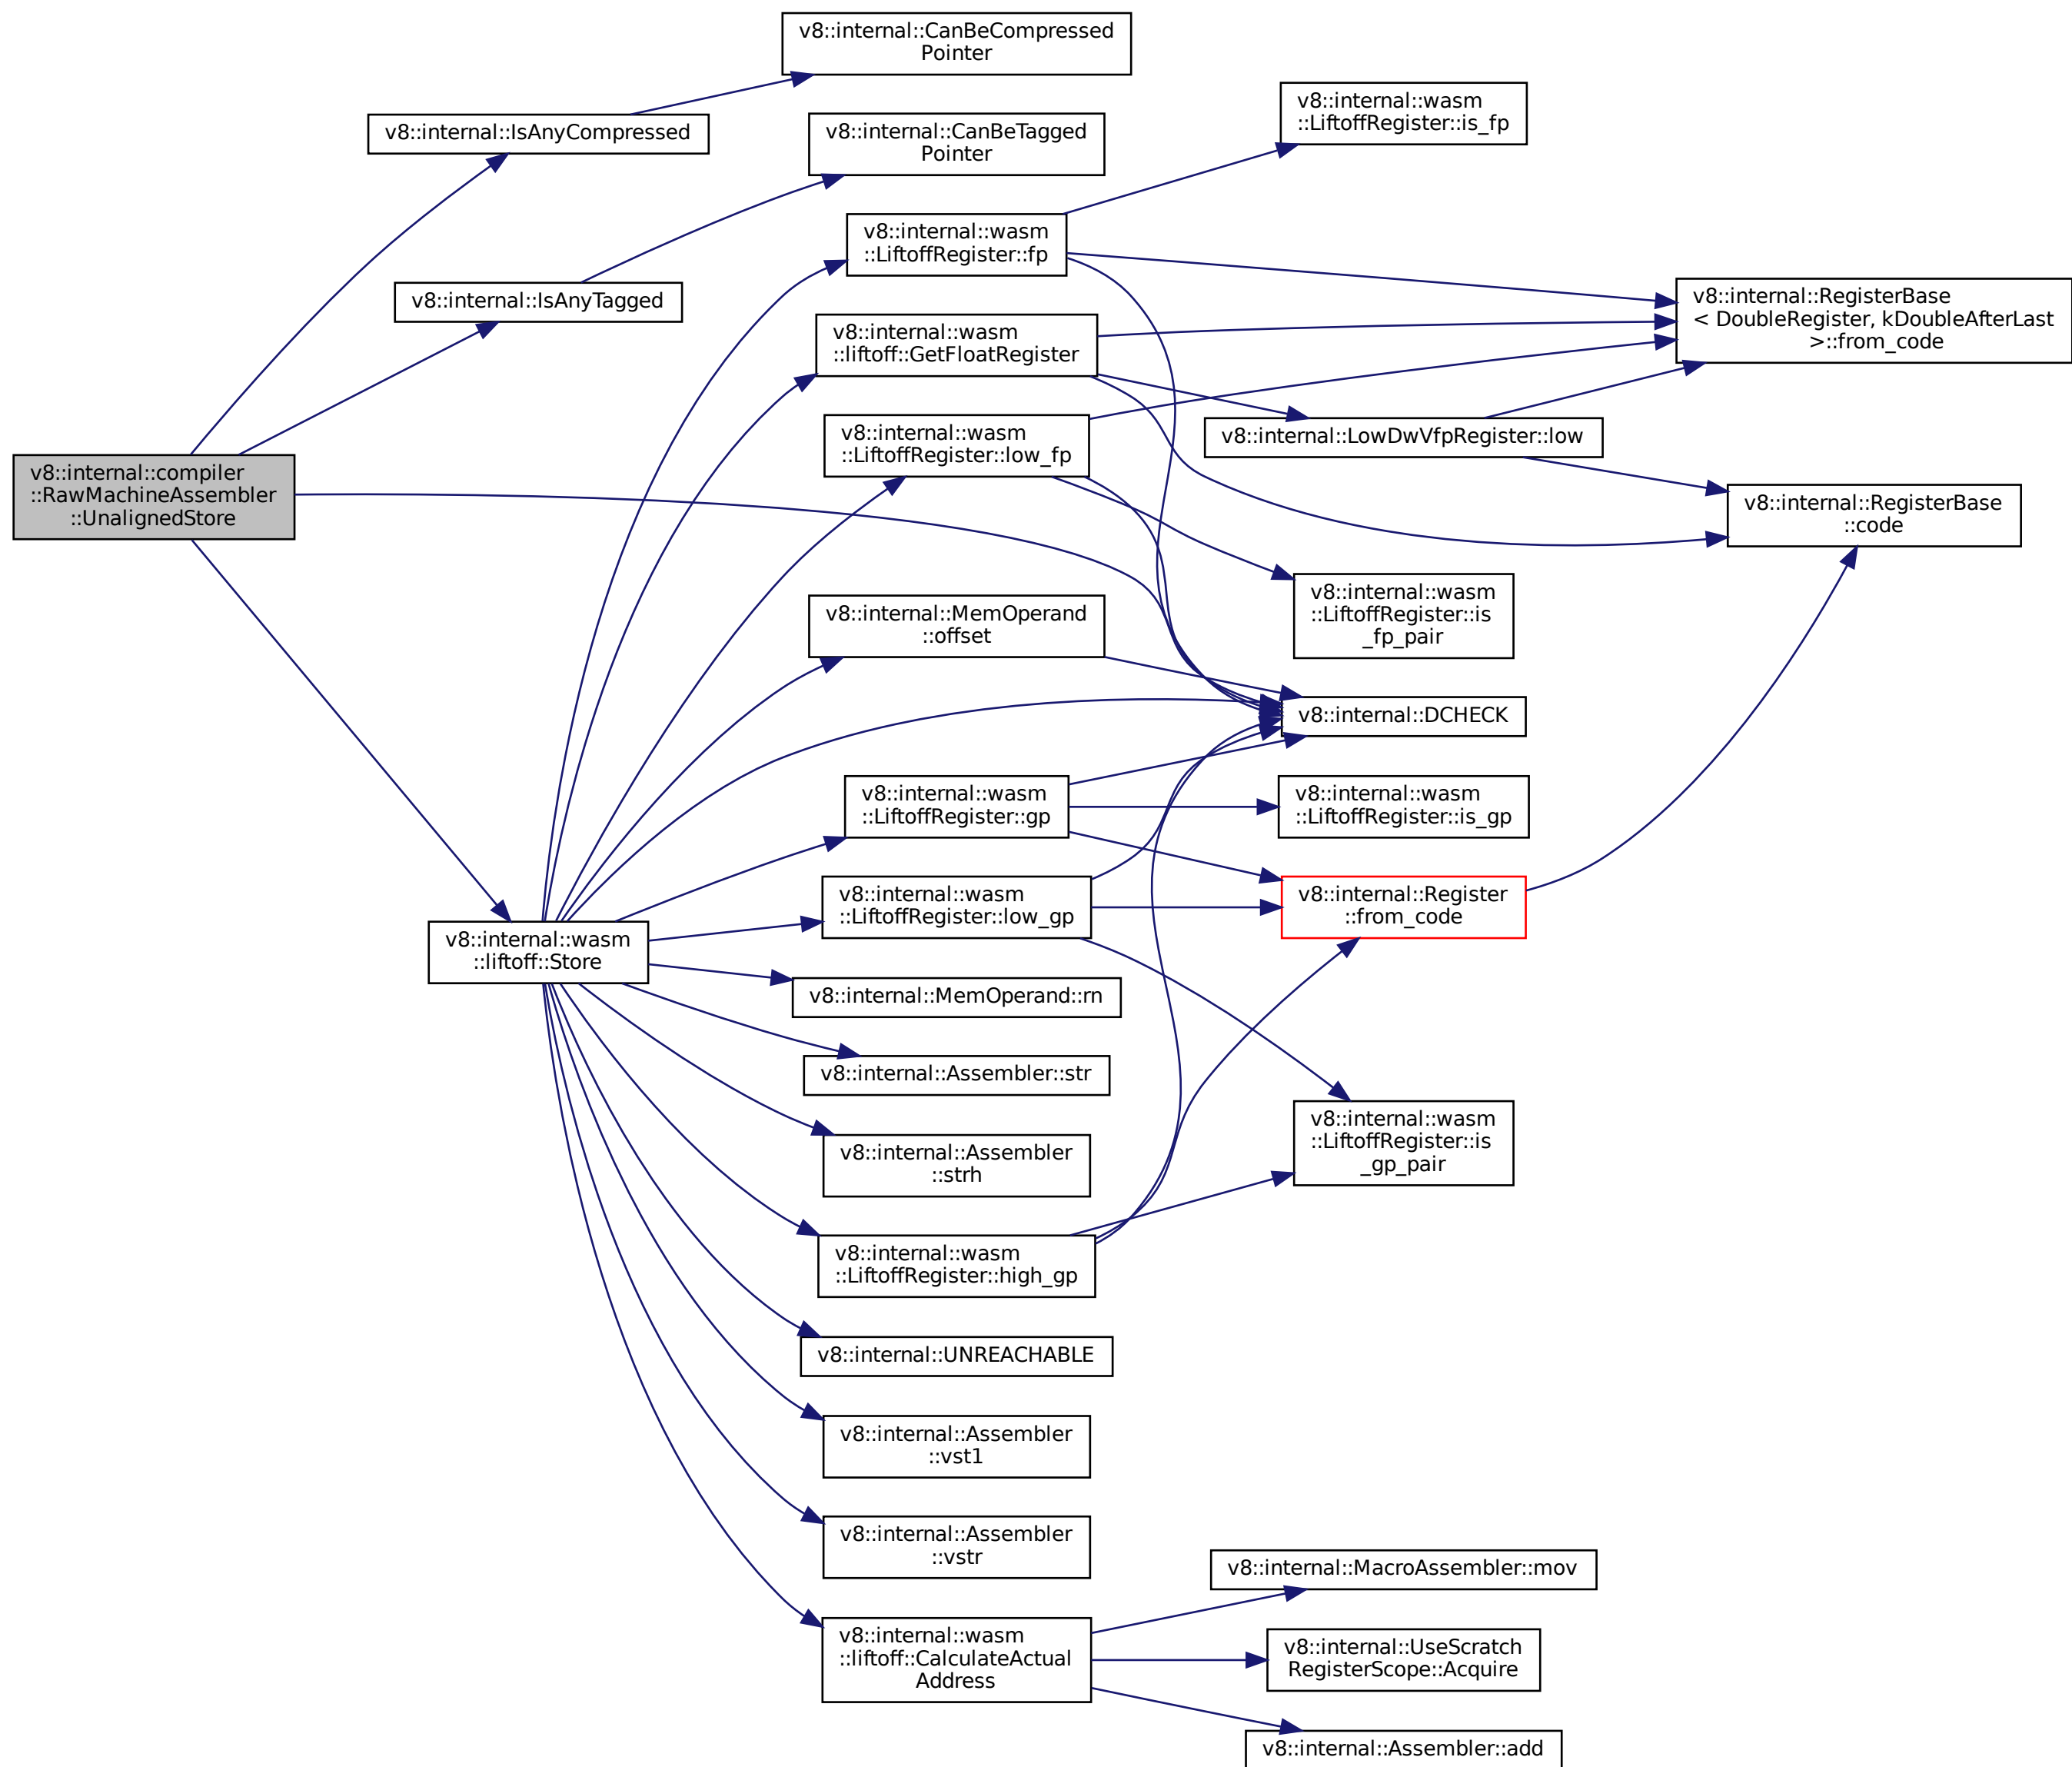 v8::internal::compiler
::RawMachineAssembler
::UnalignedStore
v8::internal::IsAnyCompressed
v8::internal::IsAnyTagged
v8::internal::wasm
::liftoff::Store
v8::internal::CanBeCompressed
Pointer
v8::internal::CanBeTagged
Pointer
v8::internal::wasm
::LiftoffRegister::fp
v8::internal::wasm
::liftoff::GetFloatRegister
v8::internal::wasm
::LiftoffRegister::low_fp
v8::internal::MemOperand
::offset
v8::internal::wasm
::LiftoffRegister::gp
v8::internal::wasm
::LiftoffRegister::low_gp
v8::internal::MemOperand::rn
v8::internal::Assembler::str
v8::internal::Assembler
::strh
v8::internal::wasm
::LiftoffRegister::high_gp
v8::internal::UNREACHABLE
v8::internal::Assembler
::vst1
v8::internal::Assembler
::vstr
v8::internal::wasm
::liftoff::CalculateActual
Address
v8::internal::wasm
::LiftoffRegister::is_fp
v8::internal::LowDwVfpRegister::low
v8::internal::wasm
::LiftoffRegister::is
_fp_pair
v8::internal::DCHECK
v8::internal::wasm
::LiftoffRegister::is_gp
v8::internal::Register
::from_code
v8::internal::wasm
::LiftoffRegister::is
_gp_pair
v8::internal::MacroAssembler::mov
v8::internal::UseScratch
RegisterScope::Acquire
v8::internal::Assembler::add
v8::internal::RegisterBase
< DoubleRegister, kDoubleAfterLast
>::from_code
v8::internal::RegisterBase
::code